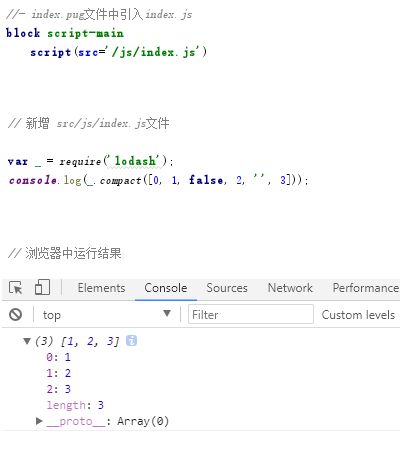 //- index.pug文件中引入index.js
block script-main
script(src='/js/index.js')
// 新增 src/js/index.js文件
var _ = require('lodash');
console.log(_.compact([0, 1, false, 2, '', 3]));
// 浏览器中运行结果
Elements Console Sources Network Performance
top Filter Custom levels
(3) [1, 2, 3] i
0: 1
1: 2
2: 3
length: 3
__proto__: Array(0)